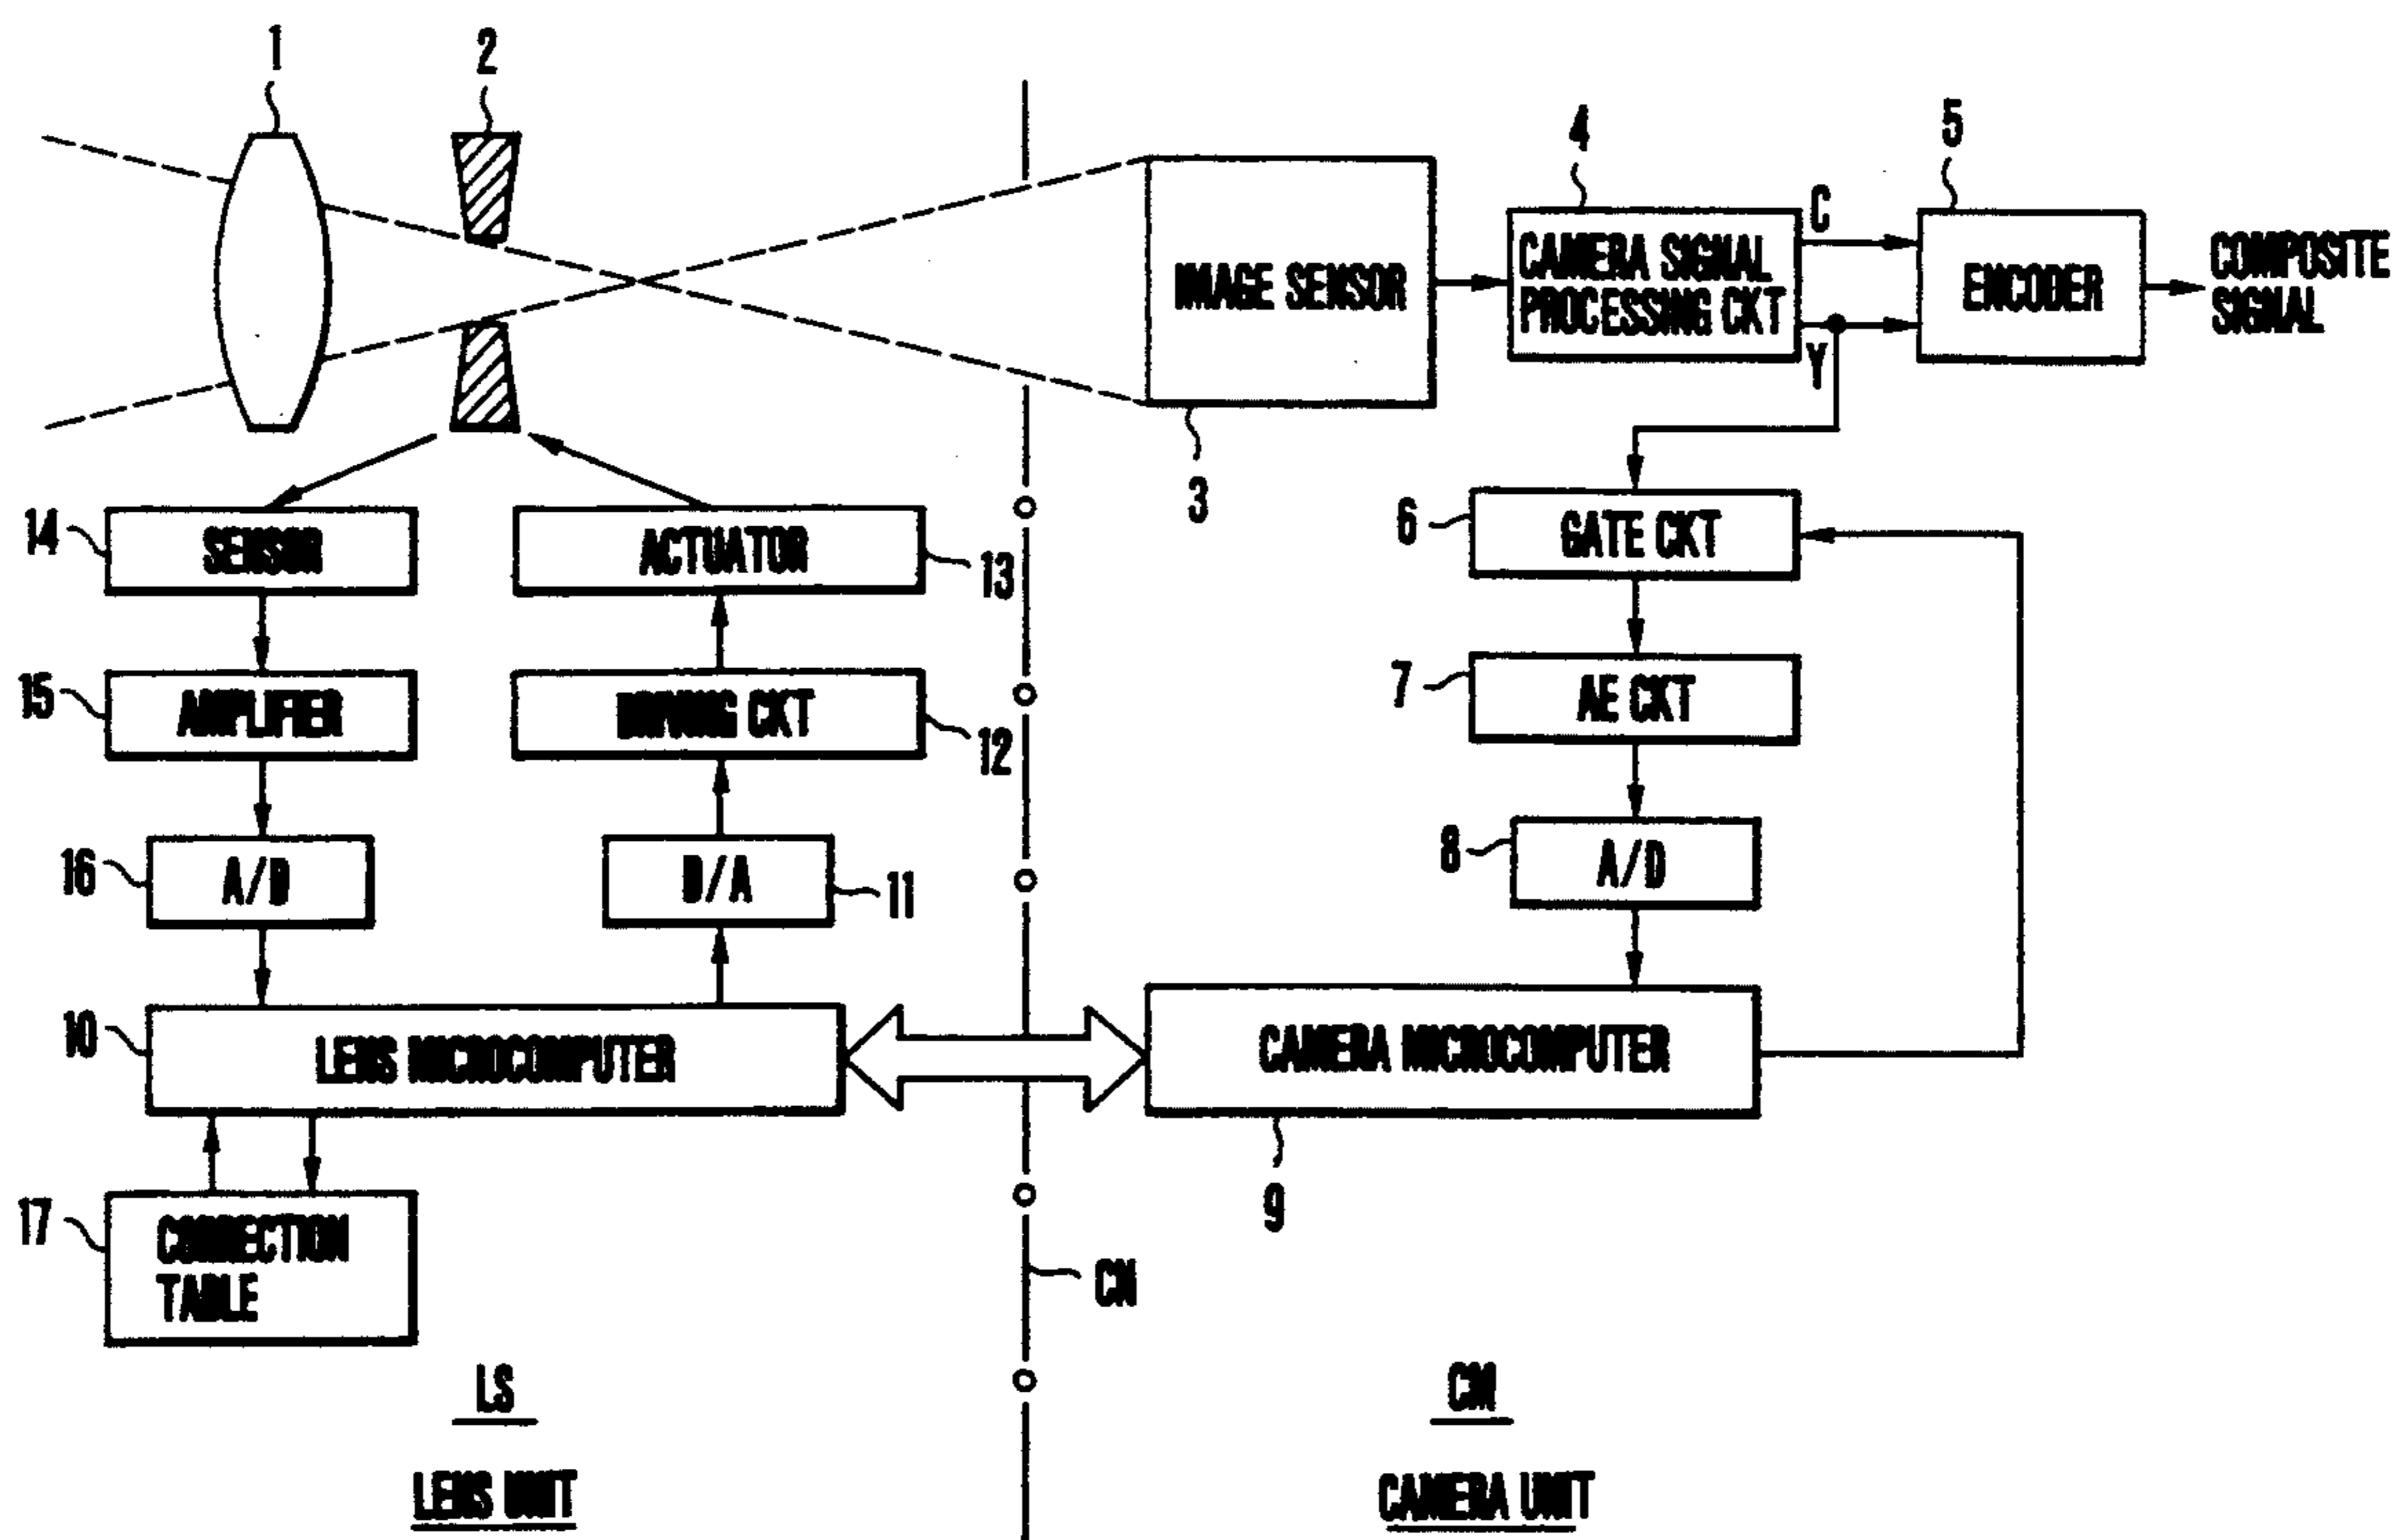 1
2
4
5
C
IMAGE SENSOR
CAMERA SIGNAL
PROCESSING CKT
ENCODER
COMPOSITE
SIGNAL
Y
3
14
SENSOR
ACTUATOR
13
6
GATE CKT
15
AMPLIFIER
DRIVING CKT
12
7
AE CKT
16
A/D
D/A
11
8
A/D
10
LENS MICROCOMPUTER
CAMERA MICROCOMPUTER
9
17
TABLE
CN
LS
CM
LENS UNIT
CAMERA UNIT